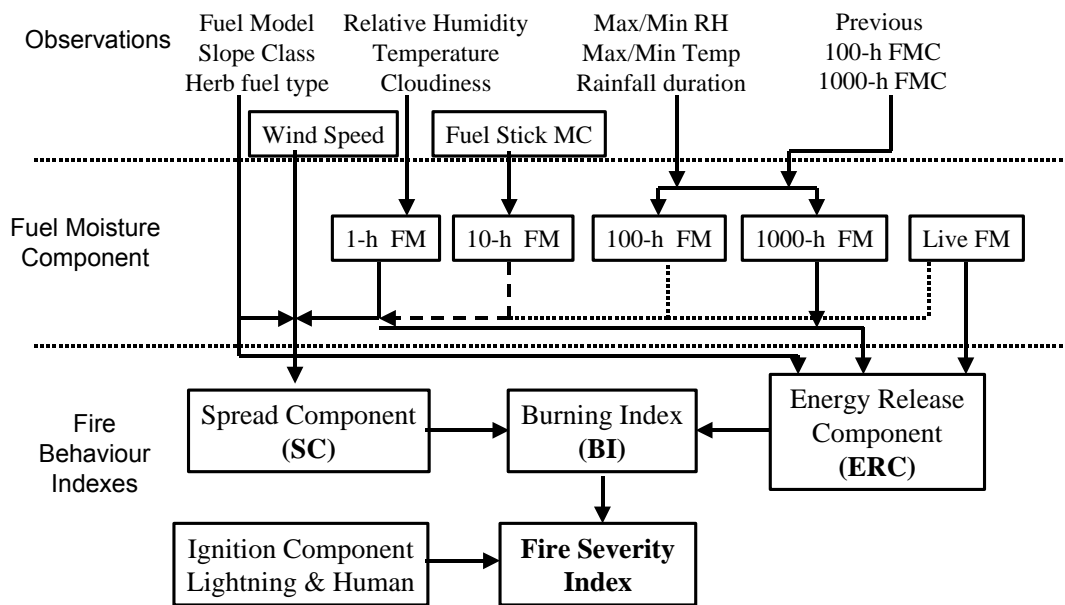 Observations
Fuel Model
Slope Class
Herb fuel type
Relative Humidity
Temperature
Cloudiness
Max/Min RH
Max/Min Temp
Rainfall duration
Previous
100-h FMC
1000-h FMC
Wind Speed
Fuel Stick MC
Fuel Moisture
Component
1-h FM
10-h FM
100-h FM
1000-h FM
Live FM
Fire
Behaviour
Indexes
Spread Component
(SC)
Burning Index
(BI)
Energy Release
Component
(ERC)
Ignition Component
Lightning & Human
Fire Severity
Index